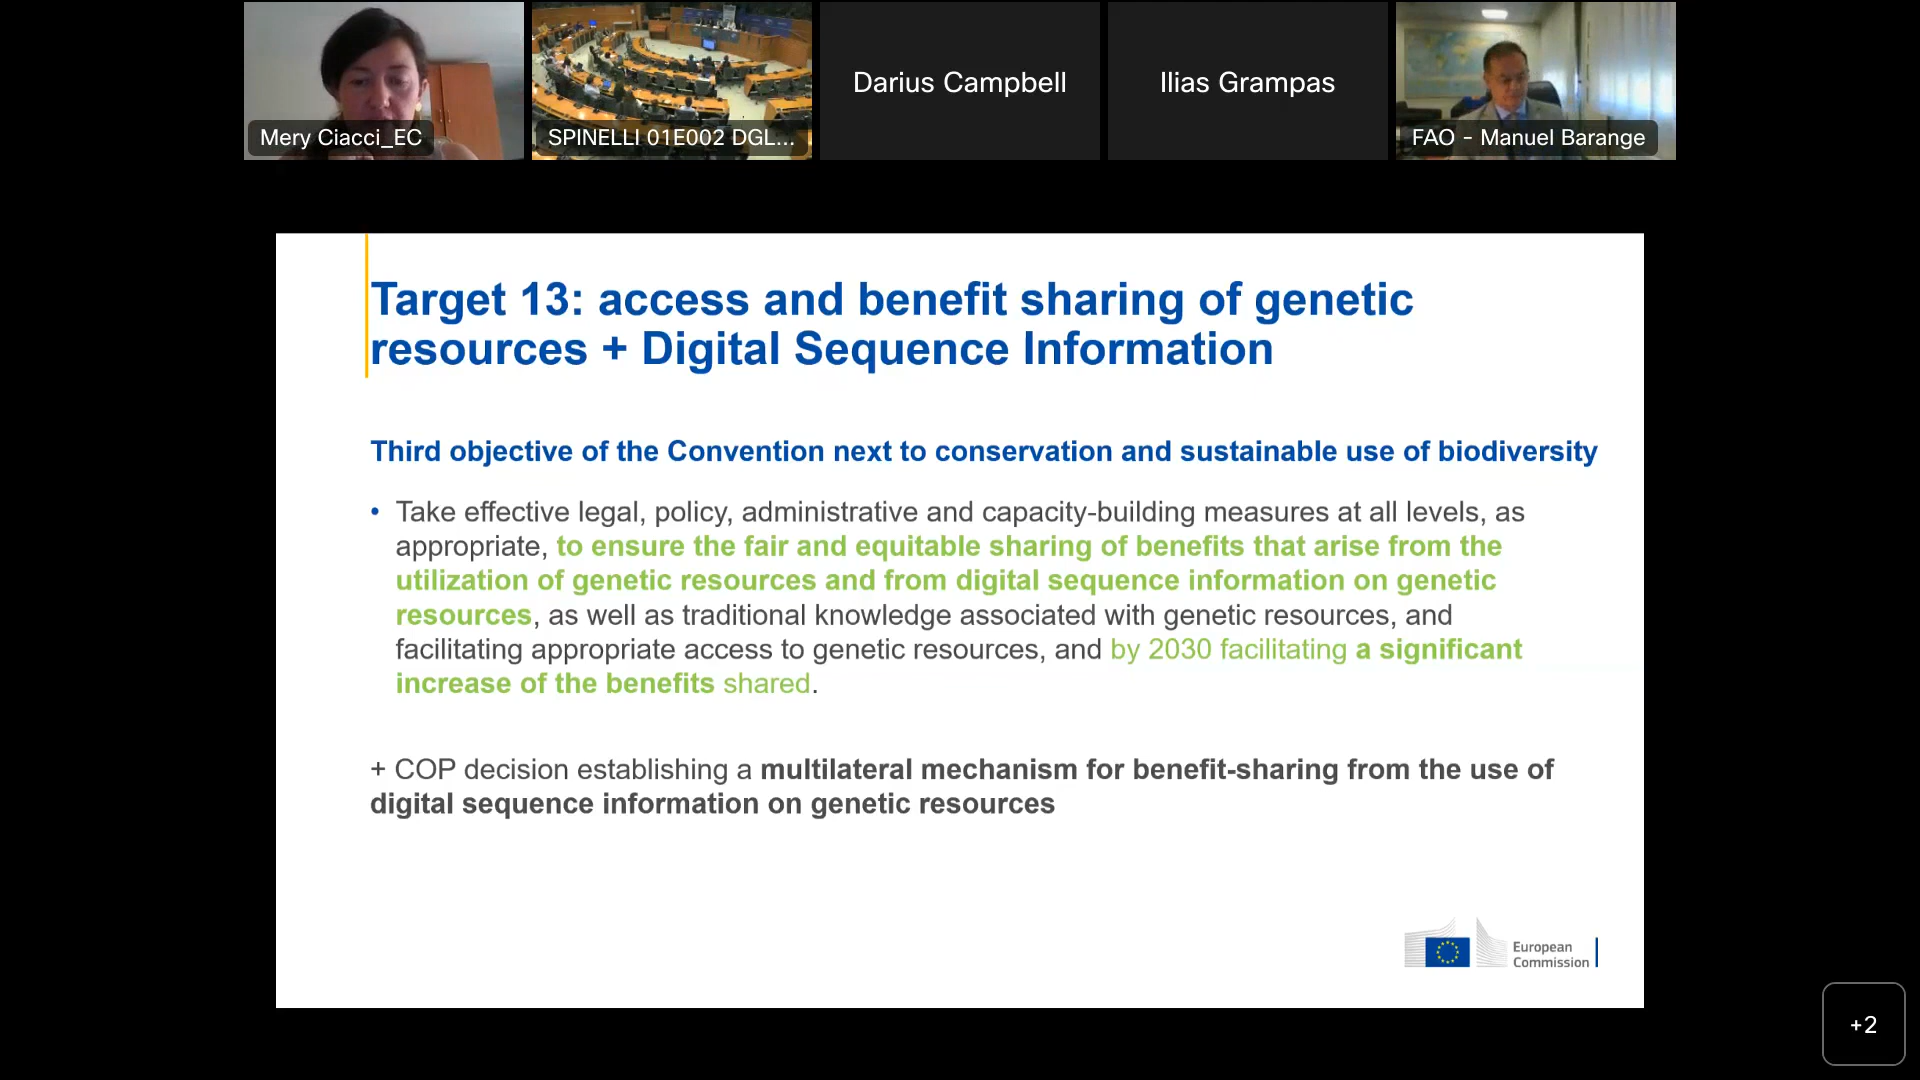 Mery Ciacci_EC
SPINELLI 01E002 DGL...
Darius Campbell
Ilias Grampas
FAO - Manuel Barange
Target 13: access and benefit sharing of genetic
resources + Digital Sequence Information
Third objective of the Convention next to conservation and sustainable use of biodiversity
• Take effective legal, policy, administrative and capacity-building measures at all levels, as
appropriate, to ensure the fair and equitable sharing of benefits that arise from the
utilization of genetic resources and from digital sequence information on genetic
resources, as well as traditional knowledge associated with genetic resources, and
facilitating appropriate access to genetic resources, and by 2030 facilitating a significant
increase of the benefits shared.
+ COP decision establishing a multilateral mechanism for benefit-sharing from the use of
digital sequence information on genetic resources
European
Commission
+2